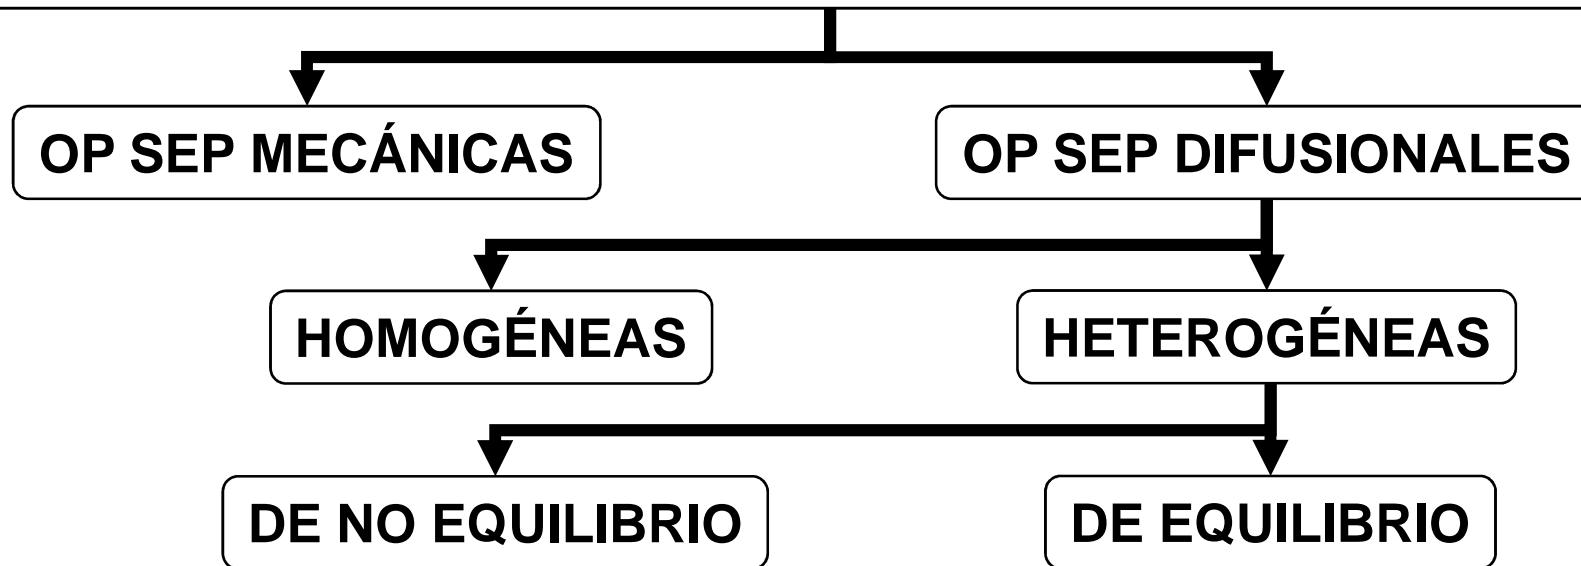 OP SEP MECÁNICAS
OP SEP DIFUSIONALES
HOMOGÉNEAS
HETEROGÉNEAS
DE NO EQUILIBRIO
DE EQUILIBRIO